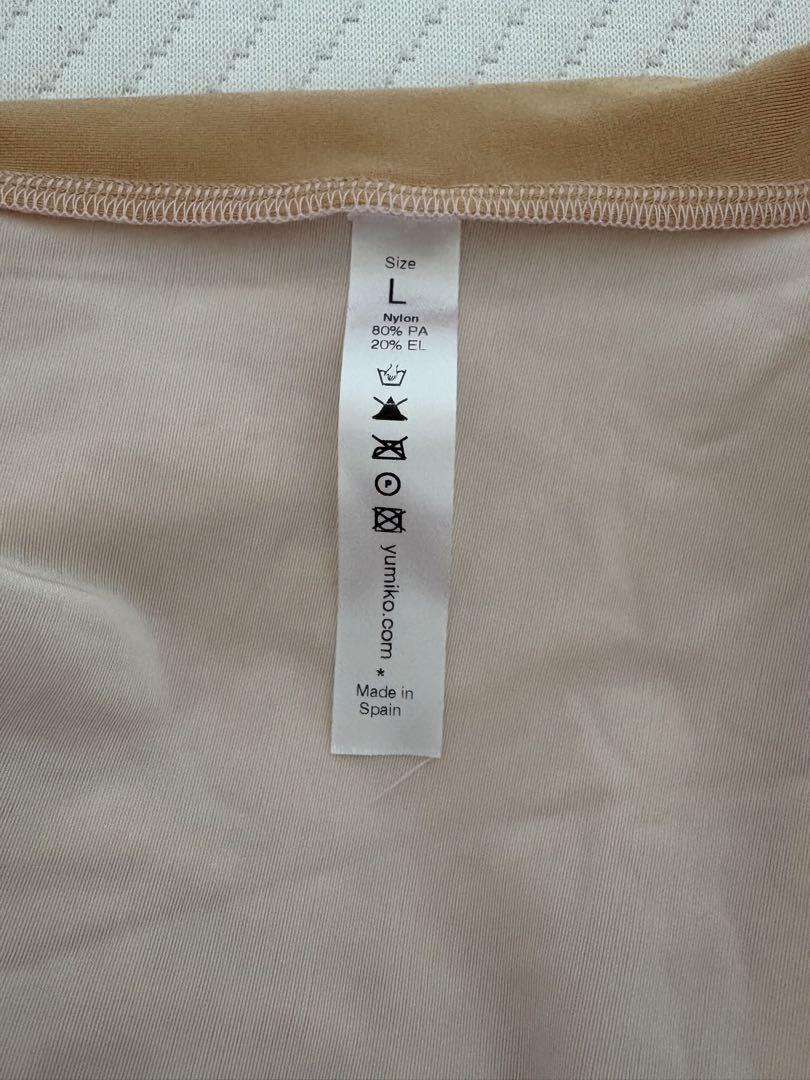 Size
L
Nylon
80% PA
20% EL
P
yumiko.com *
Made in
Spain